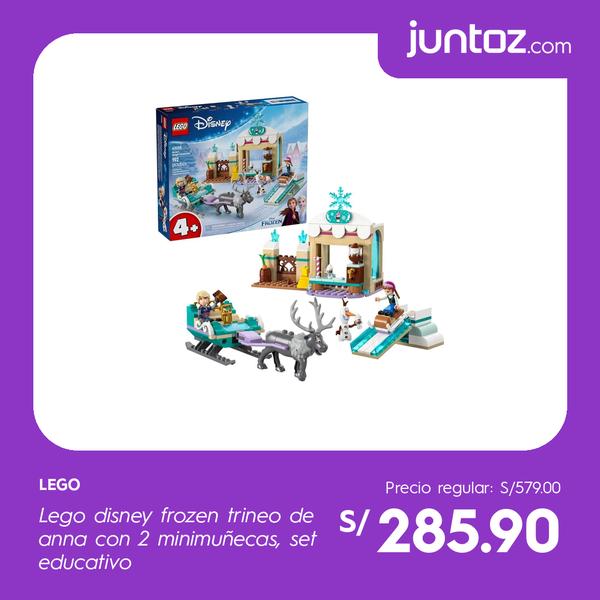 juntoz.com
LEGO
Disney
4+
FROZEN
LEGO
Precio regular: S/579.00
Lego disney frozen trineo de
anna con 2 minimuñecas, set
educativo
S/ 285.90